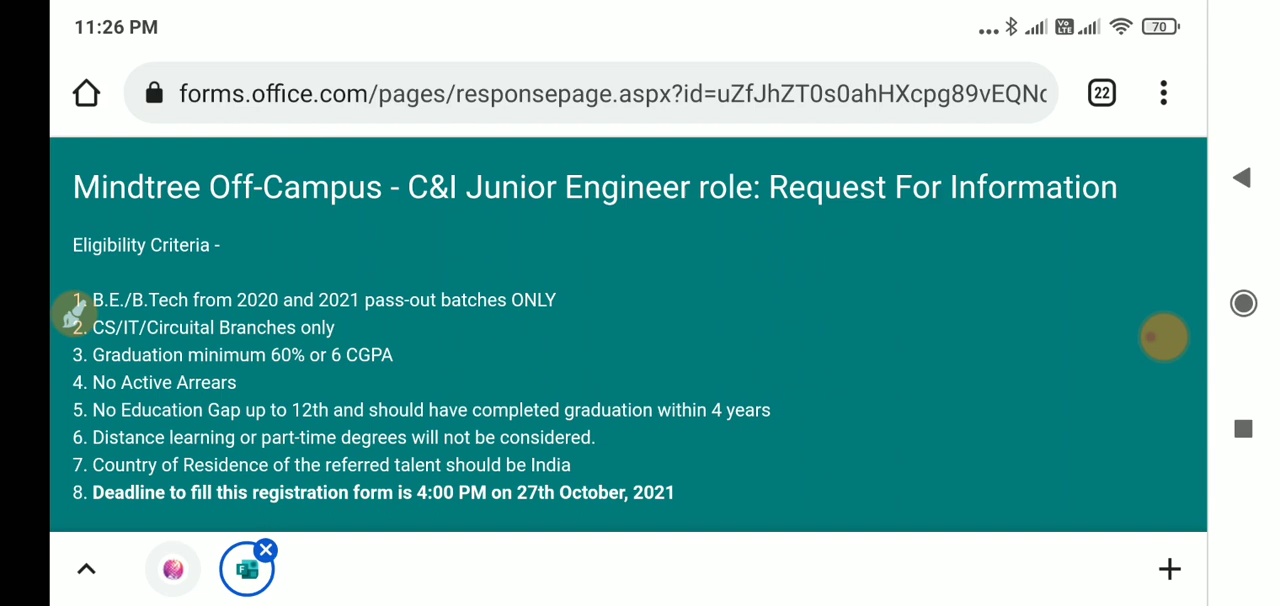 11:26 PM
Vo LTE
70
forms.office.com/pages/responsepage.aspx?id=uZfJhZT0s0ahHXcpg89vEQN
22
Mindtree Off-Campus - C&I Junior Engineer role: Request For Information
Eligibility Criteria -
1. B.E./B.Tech from 2020 and 2021 pass-out batches ONLY
2. CS/IT/Circuital Branches only
3. Graduation minimum 60% or 6 CGPA
4. No Active Arrears
5. No Education Gap up to 12th and should have completed graduation within 4 years
6. Distance learning or part-time degrees will not be considered.
7. Country of Residence of the referred talent should be India
8. Deadline to fill this registration form is 4:00 PM on 27th October, 2021
F